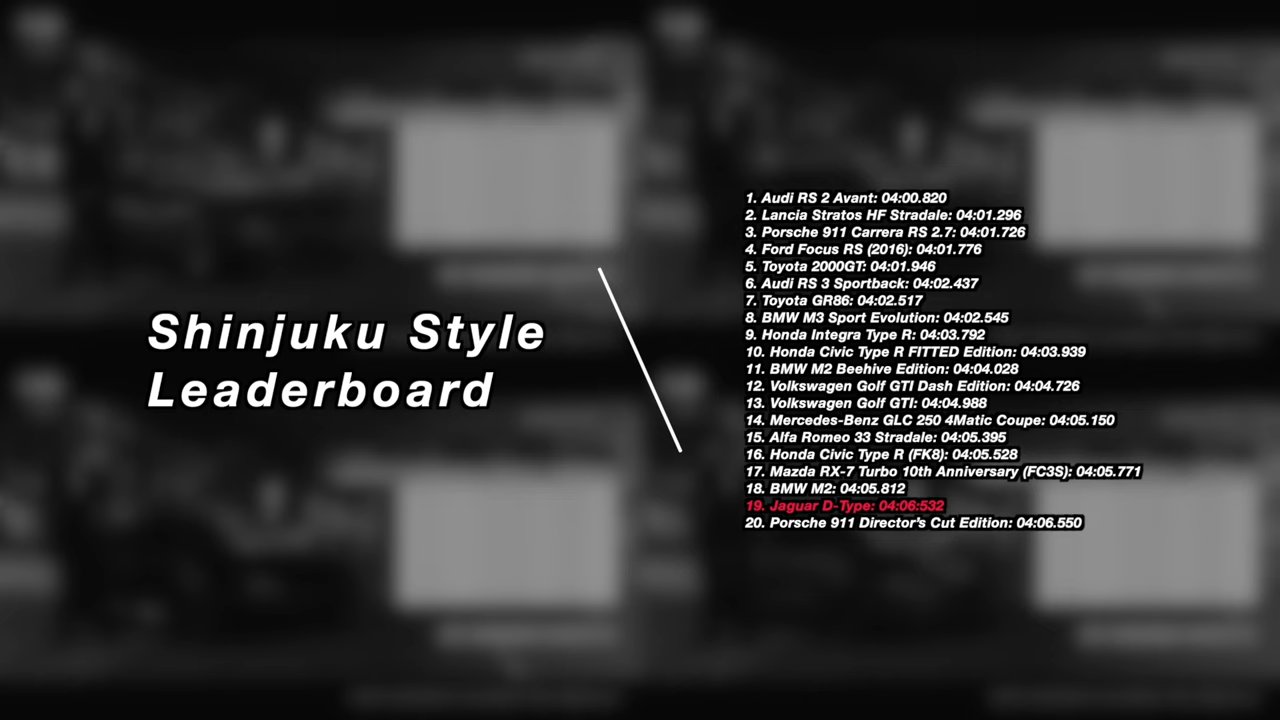 Shinjuku Style
Leaderboard
1. Audi RS 2 Avant: 04:00.820
2. Lancia Stratos HF Stradale: 04:01.296
3. Porsche 911 Carrera RS 2.7: 04:01.726
4. Ford Focus RS (2016): 04:01.776
5. Toyota 2000GT: 04:01.946
6. Audi RS 3 Sportback: 04:02.437
7. Toyota GR86: 04:02.517
8. BMW M3 Sport Evolution: 04:02.545
9. Honda Integra Type R: 04:03.792
10. Honda Civic Type R FITTED Edition: 04:03.939
11. BMW M2 Beehive Edition: 04:04.028
12. Volkswagen Golf GTI Dash Edition: 04:04.726
13. Volkswagen Golf GTI: 04:04.988
14. Mercedes-Benz GLC 250 4Matic Coupe: 04:05.150
15. Alfa Romeo 33 Stradale: 04:05.395
16. Honda Civic Type R (FK8): 04:05.528
17. Mazda RX-7 Turbo 10th Anniversary (FC3S): 04:05.771
18. BMW M2: 04:05.812
19. Jaguar D-Type: 04:06:532
20. Porsche 911 Director’s Cut Edition: 04:06.550